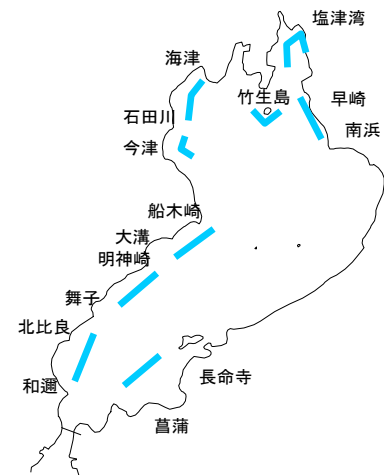 塩津湾
海津
竹生島
早崎
石田川
南浜
今津
船木崎
大溝
明神崎
舞子
北比良
和邇
長命寺
菖蒲